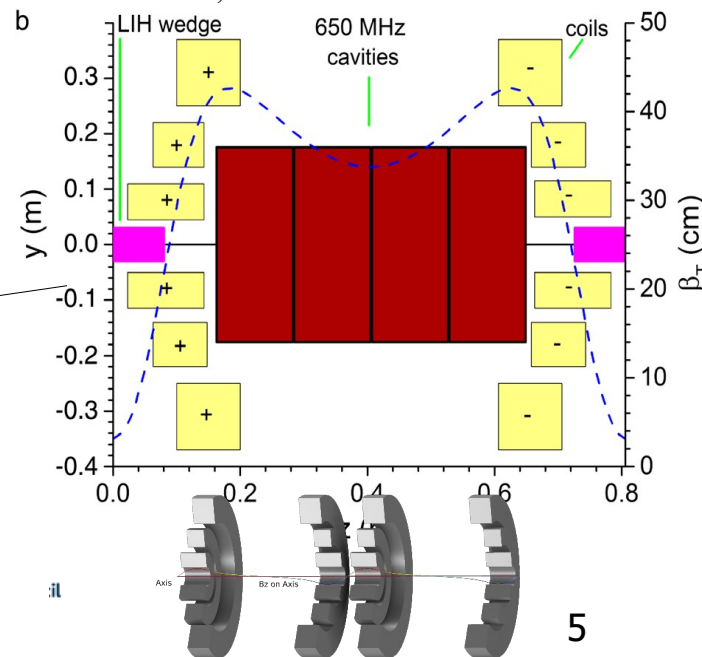 b
LIH wedge
650 MHz
cavities
coils
50
0.3
+
-
40
0.2
+
-
0.1
+
-
30
y (m)
0.0
βT (cm)
-0.1
+
-
20
-0.2
+
-
10
-0.3
+
-
-0.4
0
0.0
0.2
0.4
0.6
0.8
z
Axis
Bz on Axis
il
5